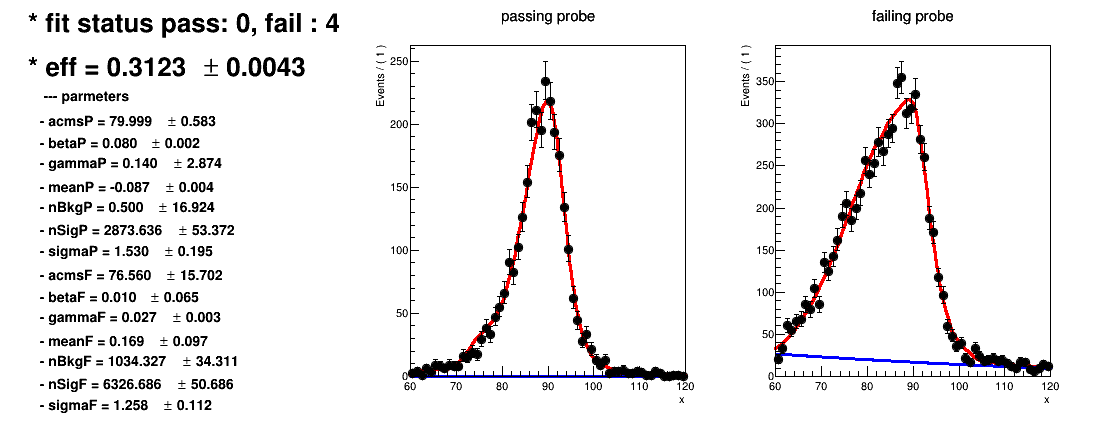 * fit status pass: 0, fail : 4
* eff = 0.3123 ± 0.0043
--- parmeters
- acmsP = 79.999 ± 0.583
- betaP = 0.080 ± 0.002
- gammaP = 0.140 ± 2.874
- meanP = -0.087 ± 0.004
- nBkgP = 0.500 ± 16.924
- nSigP = 2873.636 ± 53.372
- sigmaP = 1.530 ± 0.195
- acmsF = 76.560 ± 15.702
- betaF = 0.010 ± 0.065
- gammaF = 0.027 ± 0.003
- meanF = 0.169 ± 0.097
- nBkgF = 1034.327 ± 34.311
- nSigF = 6326.686 ± 50.686
- sigmaF = 1.258 ± 0.112
passing probe
Events / ( 1 )
250
200
150
100
50
0
60 70 80 90 100 110 120
x
failing probe
Events / ( 1 )
350
300
250
200
150
100
50
0
60 70 80 90 100 110 120
x